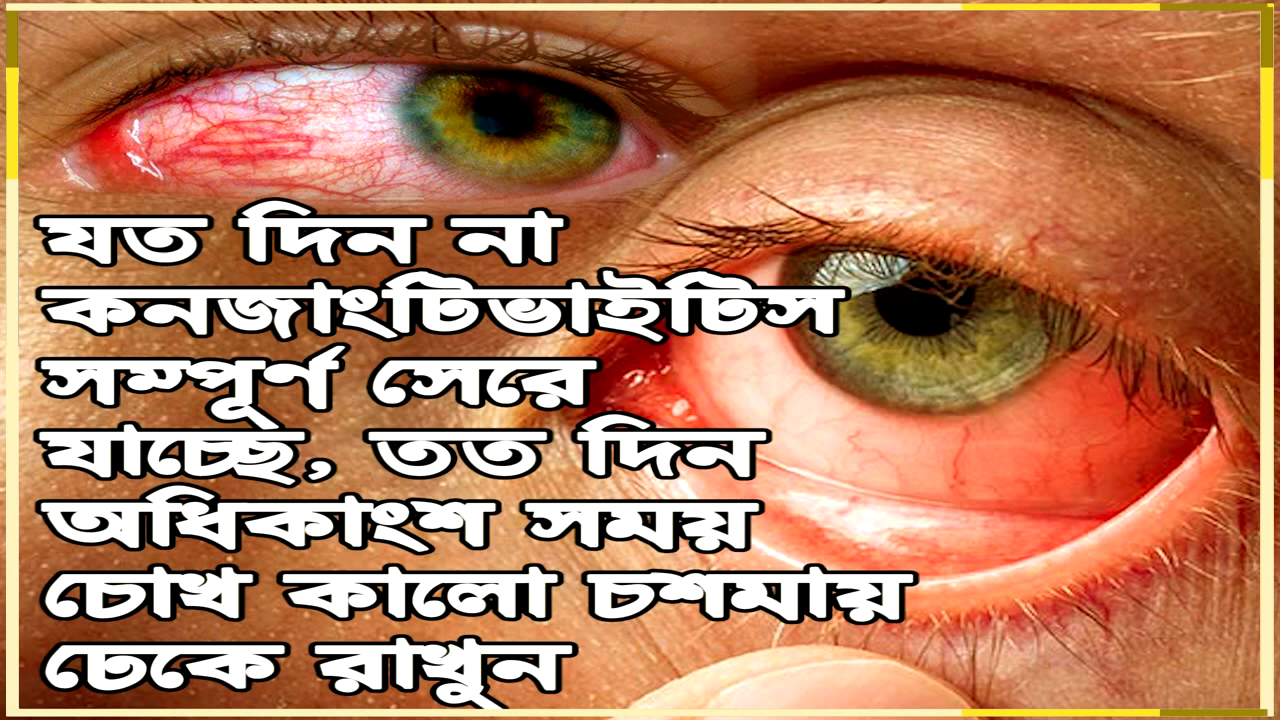 যত দিন না
কনজাংটিভাইটিস
সম্পূর্ণ সেরে
যাচ্ছে, তত দিন
অধিকাংশ সময়
চোখ কালো চশমায়
ঢেকে রাখুন